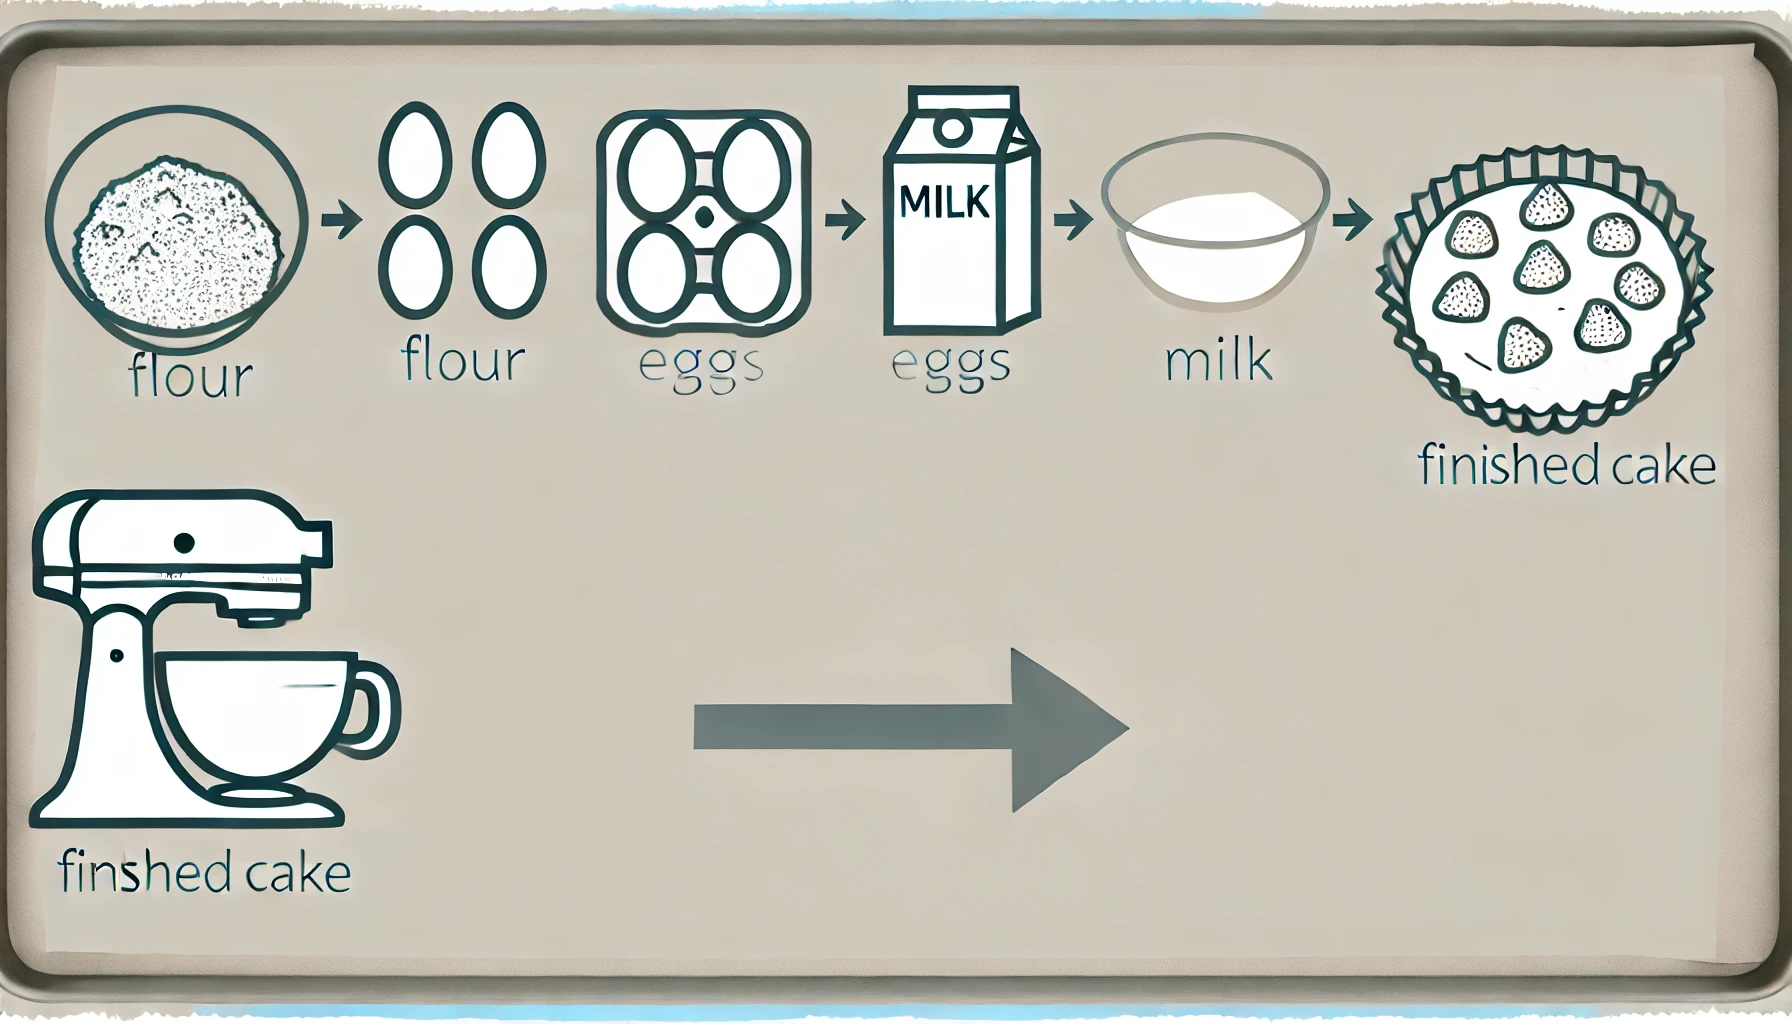 MILK
flour
flour
eggs
eggs
milk
finished cake
finshed cake